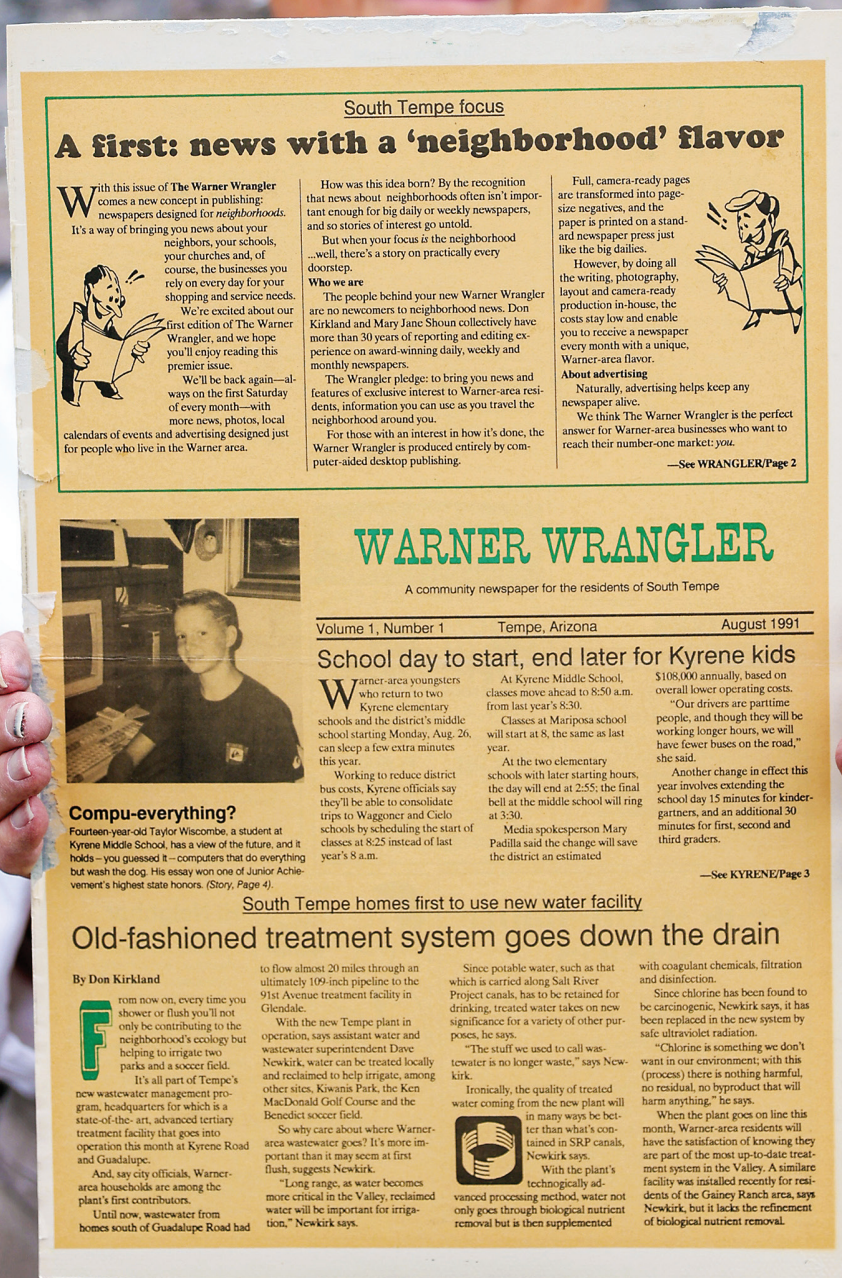 South Tempe focus
A first: news with a ‘neighborhood’ flavor
With this issue of The Warner Wrangler
comes a new concept in publishing:
newspapers designed for neighborhoods.
It's a way of bringing you news about your
neighbors, your schools,
your churches and, of
course, the businesses you
rely on every day for your
shopping and service needs.
We're excited about our
first edition of The Warner
Wrangler, and we hope
you'll enjoy reading this
premier issue.
We'll be back again—al-
ways on the first Saturday
of every month—with
more news, photos, local
calendars of events and advertising designed just
for people who live in the Warner area.
How was this idea born? By the recognition
that news about neighborhoods often isn't impor-
tant enough for big daily or weekly newspapers,
and so stories of interest go untold.
But when your focus is the neighborhood
...well, there's a story on practically every
doorstep.
Who we are
The people behind your new Warner Wrangler
are no newcomers to neighborhood news. Don
Kirkland and Mary Jane Shoun collectively have
more than 30 years of reporting and editing ex-
perience on award-winning daily, weekly and
monthly newspapers.
The Wrangler pledge: to bring you news and
features of exclusive interest to Warner-area resi-
dents, information you can use as you travel the
neighborhood around you.
For those with an interest in how it's done, the
Warner Wrangler is produced entirely by com-
puter-aided desktop publishing.
Full, camera-ready pages
are transformed into page-
size negatives, and the
paper is printed on a stand-
ard newspaper press just
like the big dailies.
However, by doing all
the writing, photography,
layout and camera-ready
production in-house, the
costs stay low and enable
you to receive a newspaper
every month with a unique,
Warner-area flavor.
About advertising
Naturally, advertising helps keep any
newspaper alive.
We think The Warner Wrangler is the perfect
answer for Warner-area businesses who want to
reach their number-one market: you.
—See WRANGLER/Page 2
WARNER WRANGLER
A community newspaper for the residents of South Tempe
Volume 1, Number 1 Tempe, Arizona August 1991
Compu-everything?
Fourteen-year-old Taylor Wiscombe, a student at
Kyrene Middle School, has a view of the future, and it
holds – you guessed it – computers that do everything
but wash the dog. His essay won one of Junior Achie-
vement's highest state honors. (Story, Page 4).
School day to start, end later for Kyrene kids
Warner-area youngsters
who return to two
Kyrene elementary
schools and the district's middle
school starting Monday, Aug. 26,
can sleep a few extra minutes
this year.
Working to reduce district
bus costs, Kyrene officials say
they'll be able to consolidate
trips to Waggoner and Cielo
schools by scheduling the start of
classes at 8:25 instead of last
year's 8 a.m.
At Kyrene Middle School,
classes move ahead to 8:50 a.m.
from last year's 8:30.
Classes at Mariposa school
will start at 8, the same as last
year.
At the two elementary
schools with later starting hours,
the day will end at 2:55; the final
bell at the middle school will ring
at 3:30.
Media spokesperson Mary
Padilla said the change will save
the district an estimated
$108,000 annually, based on
overall lower operating costs.
“Our drivers are parttime
people, and though they will be
working longer hours, we will
have fewer buses on the road,”
she said.
Another change in effect this
year involves extending the
school day 15 minutes for kinder-
gartners, and an additional 30
minutes for first, second and
third graders.
—See KYRENE/Page 3
South Tempe homes first to use new water facility
Old-fashioned treatment system goes down the drain
By Don Kirkland
From now on, every time you
shower or flush you'll not
only be contributing to the
neighborhood's ecology but
helping to irrigate two
parks and a soccer field.
It's all part of Tempe's
new wastewater management pro-
gram, headquarters for which is a
state-of-the- art, advanced tertiary
treatment facility that goes into
operation this month at Kyrene Road
and Guadalupe.
And, say city officials, Warner-
area households are among the
plant's first contributors.
Until now, wastewater from
homes south of Guadalupe Road had
to flow almost 20 miles through an
ultimately 109-inch pipeline to the
91st Avenue treatment facility in
Glendale.
With the new Tempe plant in
operation, says assistant water and
wastewater superintendent Dave
Newkirk, water can be treated locally
and reclaimed to help irrigate, among
other sites, Kiwanis Park, the Ken
MacDonald Golf Course and the
Benedict soccer field.
So why care about where Warner-
area wastewater goes? It's more im-
portant than it may seem at first
flush, suggests Newkirk.
“Long range, as water becomes
more critical in the Valley, reclaimed
water will be important for irriga-
tion,” Newkirk says.
Since potable water, such as that
which is carried along Salt River
Project canals, has to be retained for
drinking, treated water takes on new
significance for a variety of other pur-
poses, he says.
“The stuff we used to call was-
tewater is no longer waste,” says New-
kirk.
Ironically, the quality of treated
water coming from the new plant will
in many ways be bet-
ter than what's con-
tained in SRP canals,
Newkirk says.
With the plant's
technologically ad-
vanced processing method, water not
only goes through biological nutrient
removal but is then supplemented
with coagulant chemicals, filtration
and disinfection.
Since chlorine has been found to
be carcinogenic, Newkirk says, it has
been replaced in the new system by
safe ultraviolet radiation.
“Chlorine is something we don't
want in our environment; with this
(process) there is nothing harmful,
no residual, no byproduct that will
harm anything,” he says.
When the plant goes on line this
month, Warner-area residents will
have the satisfaction of knowing they
are part of the most up-to-date treat-
ment system in the Valley. A similare
facility was installed recently for resi-
dents of the Gainey Ranch area, says
Newkirk, but it lacks the refinement
of biological nutrient removal.